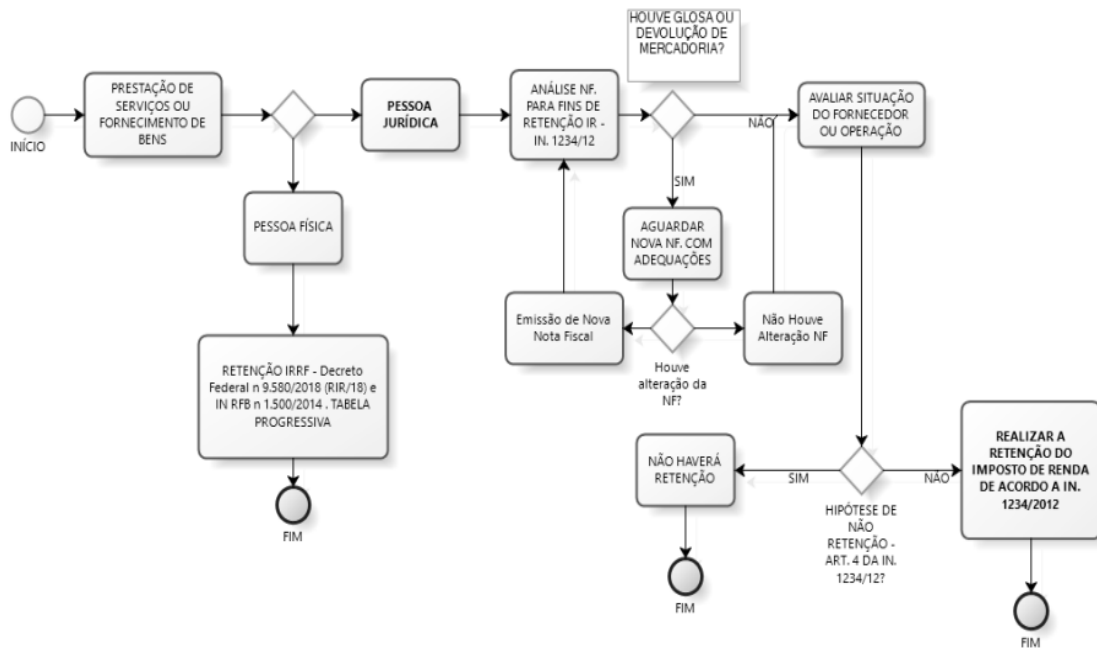 INÍCIO
PRESTAÇÃO DE
SERVIÇOS OU
FORNECIMENTO DE
BENS
PESSOA
JURÍDICA
ANÁLISE NF.
PARA FINS DE
RETENÇÃO IR -
IN. 1234/12
HOUVE GLOSA OU
DEVOLUÇÃO DE
MERCADORIA?
NÃO
AVALIAR SITUAÇÃO
DO FORNECEDOR
OU OPERAÇÃO
SIM
PESSOA FÍSICA
AGUARDAR
NOVA NF. COM
ADEQUAÇÕES
Emissão de Nova
Nota Fiscal
Houve
alteração da
NF?
Não Houve
Alteração NF
RETENÇÃO IRRF - Decreto
Federal n 9.580/2018 (RIR/18) e
IN RFB n 1.500/2014 . TABELA
PROGRESSIVA
FIM
NÃO HAVERÁ
RETENÇÃO
SIM
HIPÓTESE DE
NÃO
RETENÇÃO -
ART. 4 DA IN.
1234/12?
NÃO
REALIZAR A
RETENÇÃO DO
IMPOSTO DE RENDA
DE ACORDO A IN.
1234/2012
FIM
FIM